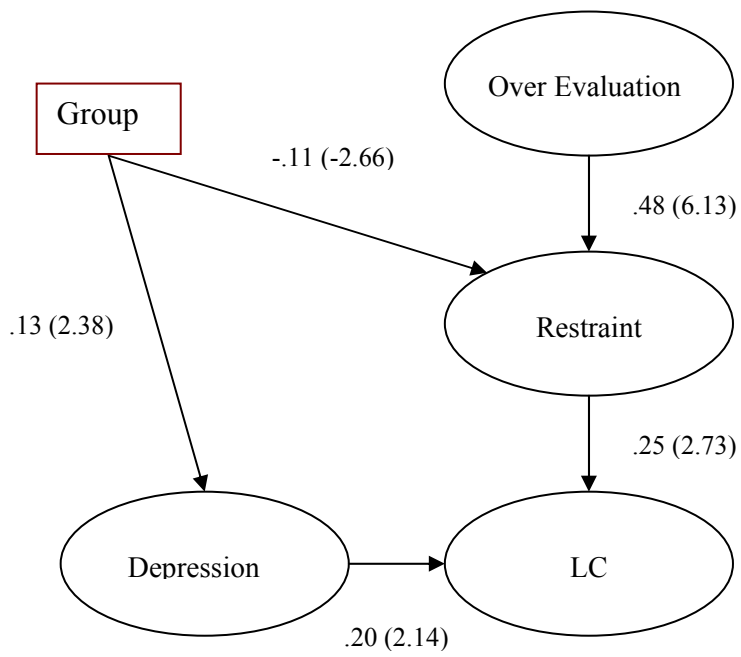 Over Evaluation
Group
-.11 (-2.66)
.48 (6.13)
.13 (2.38)
Restraint
.25 (2.73)
Depression
LC
.20 (2.14)